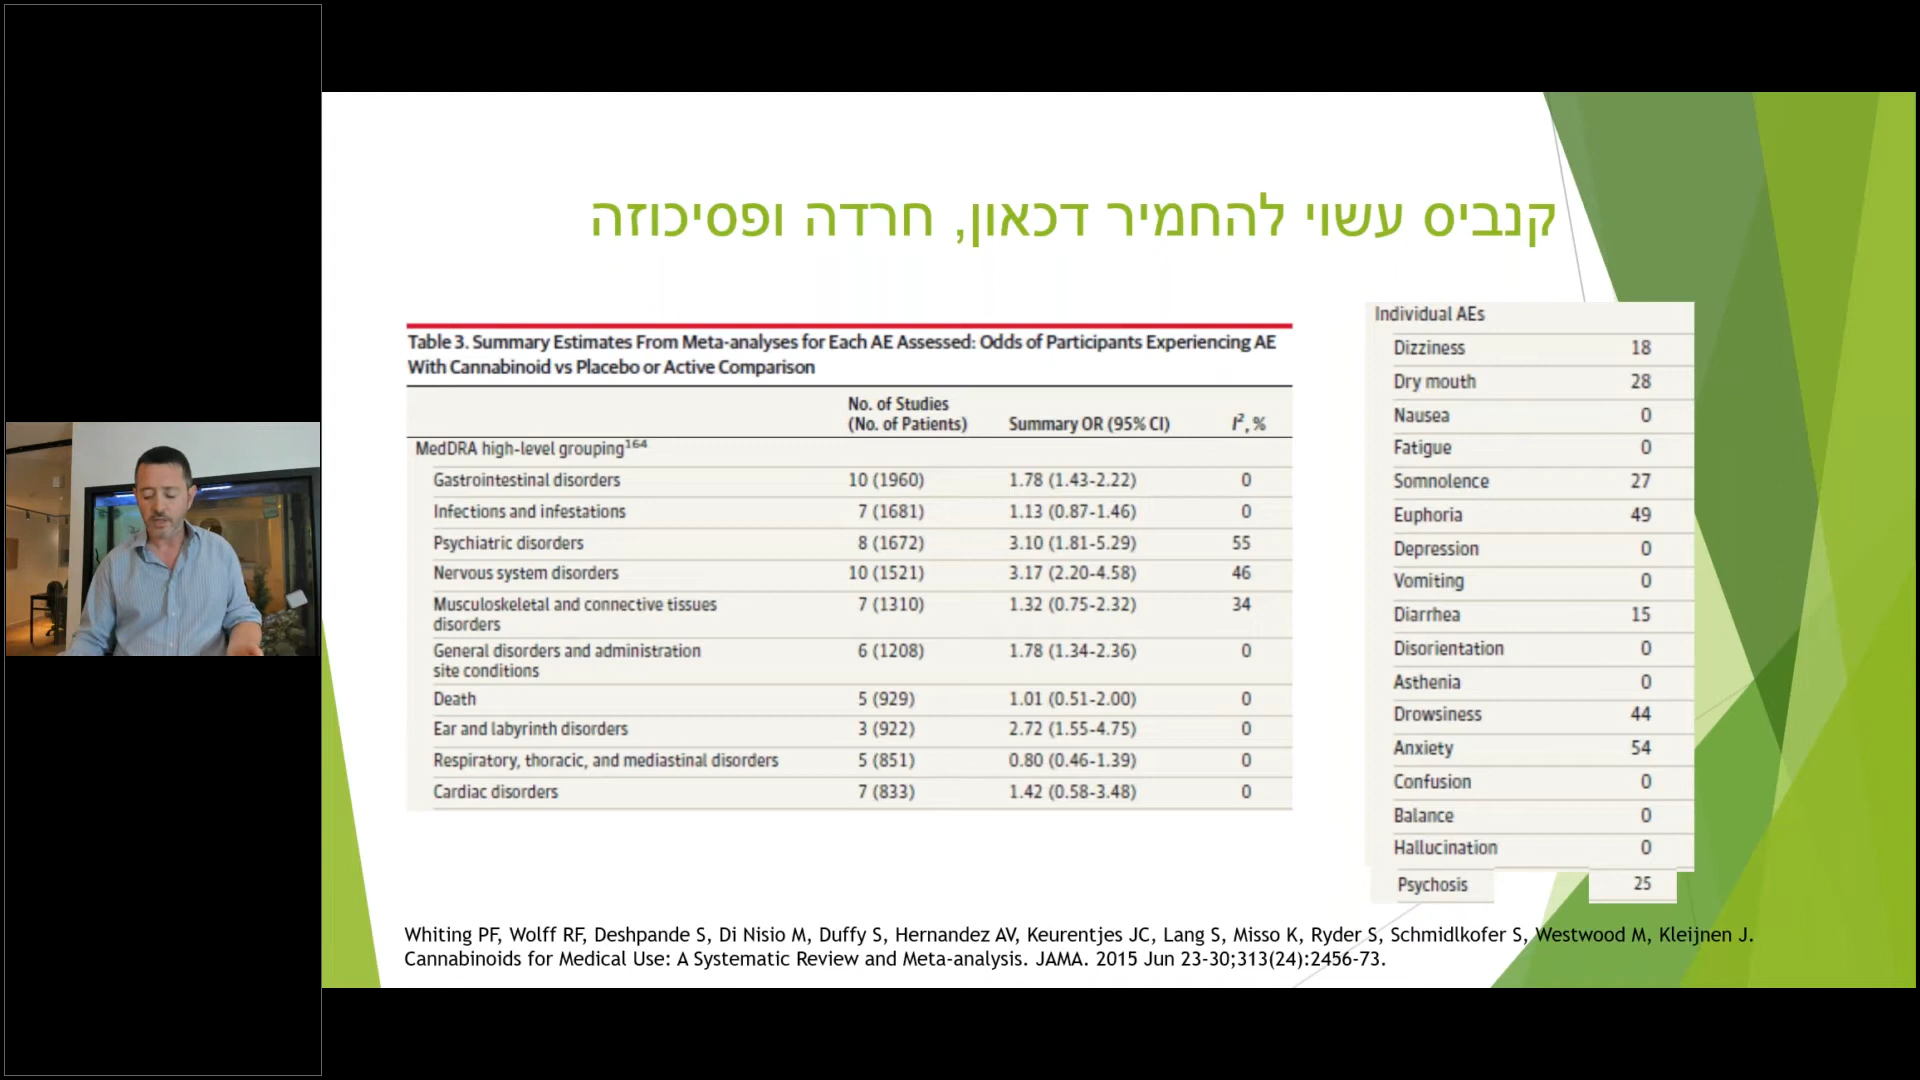 קנביס עשוי להחמיר דכאון, חרדה ופסיכוזה
Table 3. Summary Estimates From Meta-analyses for Each AE Assessed: Odds of Participants Experiencing AE
With Cannabinoid vs Placebo or Active Comparison
No. of Studies
(No. of Patients) Summary OR (95% CI) I², %
MedDRA high-level grouping¹⁶⁴
Gastrointestinal disorders 10 (1960) 1.78 (1.43-2.22) 0
Infections and infestations 7 (1681) 1.13 (0.87-1.46) 0
Psychiatric disorders 8 (1672) 3.10 (1.81-5.29) 55
Nervous system disorders 10 (1521) 3.17 (2.20-4.58) 46
Musculoskeletal and connective tissues 7 (1310) 1.32 (0.75-2.32) 34
disorders
General disorders and administration 6 (1208) 1.78 (1.34-2.36) 0
site conditions
Death 5 (929) 1.01 (0.51-2.00) 0
Ear and labyrinth disorders 3 (922) 2.72 (1.55-4.75) 0
Respiratory, thoracic, and mediastinal disorders 5 (851) 0.80 (0.46-1.39) 0
Cardiac disorders 7 (833) 1.42 (0.58-3.48) 0
Individual AEs
Dizziness 18
Dry mouth 28
Nausea 0
Fatigue 0
Somnolence 27
Euphoria 49
Depression 0
Vomiting 0
Diarrhea 15
Disorientation 0
Asthenia 0
Drowsiness 44
Anxiety 54
Confusion 0
Balance 0
Hallucination 0
Psychosis 25
Whiting PF, Wolff RF, Deshpande S, Di Nisio M, Duffy S, Hernandez AV, Keurentjes JC, Lang S, Misso K, Ryder S, Schmidlkofer S, Westwood M, Kleijnen J.
Cannabinoids for Medical Use: A Systematic Review and Meta-analysis. JAMA. 2015 Jun 23-30;313(24):2456-73.